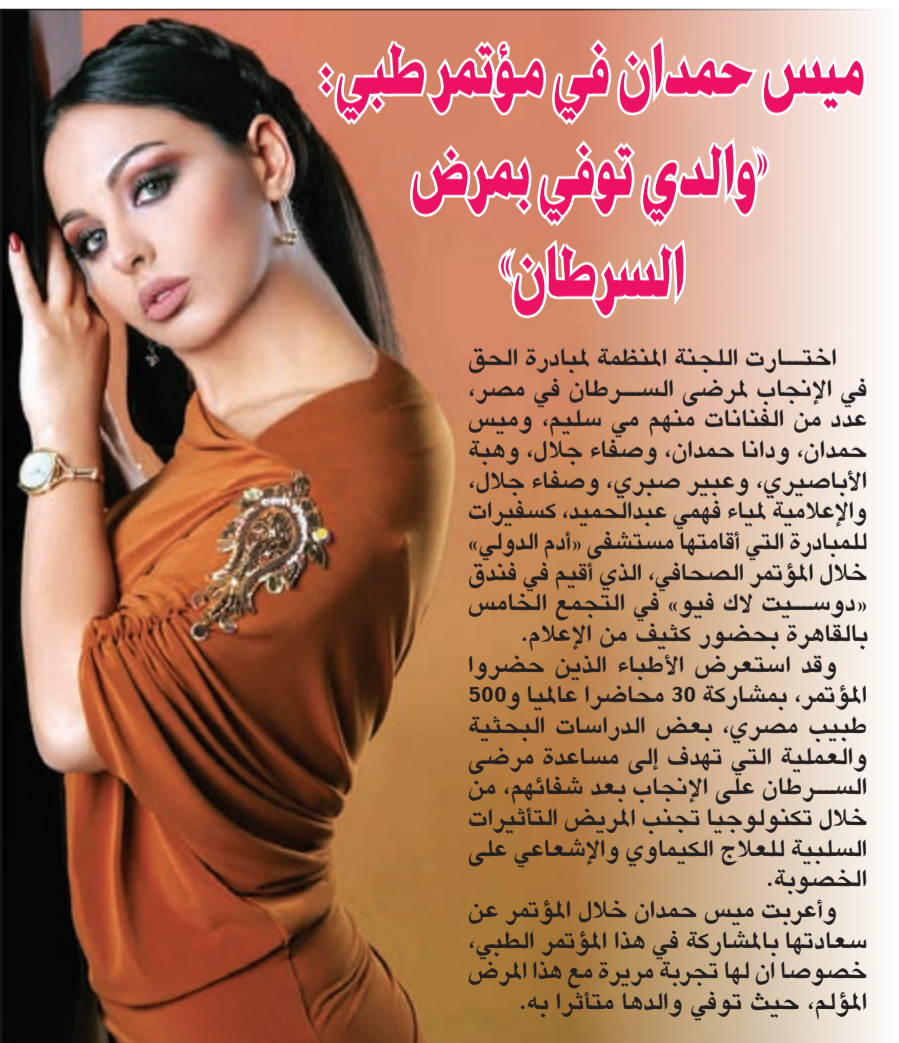 ميس حمدان في مؤتمر طبي:
«والدي توفي بمرض
السرطان»
اختـــارت اللجنة المنظمة لمبادرة الحق
في الإنجاب لمرضى الســـرطان في مصر،
عدد من الفنانات منهم مي سليم، وميس
حمدان، ودانا حمدان، وصفاء جلال، وهبة
الأباصيري، وعبير صبري، وصفاء جلال،
والإعلامية لمياء فهمي عبدالحميد، كسفيرات
للمبادرة التي أقامتها مستشفى «أدم الدولي»
خلال المؤتمر الصحافي، الذي أقيم في فندق
«دوســـيت لاك فيو» في التجمع الخامس
بالقاهرة بحضور كثيف من الإعلام.
وقد استعرض الأطباء الذين حضروا
المؤتمر، بمشاركة 30 محاضرا عالميا و500
طبيب مصري، بعض الدراسات البحثية
والعملية التي تهدف إلى مساعدة مرضى
الســـرطان على الإنجاب بعد شفائهم، من
خلال تكنولوجيا تجنب المريض التأثيرات
السلبية للعلاج الكيماوي والإشعاعي على
الخصوبة.
وأعربت ميس حمدان خلال المؤتمر عن
سعادتها بالمشاركة في هذا المؤتمر الطبي،
خصوصا ان لها تجربة مريرة مع هذا المرض
المؤلم، حيث توفي والدها متأثرا به.